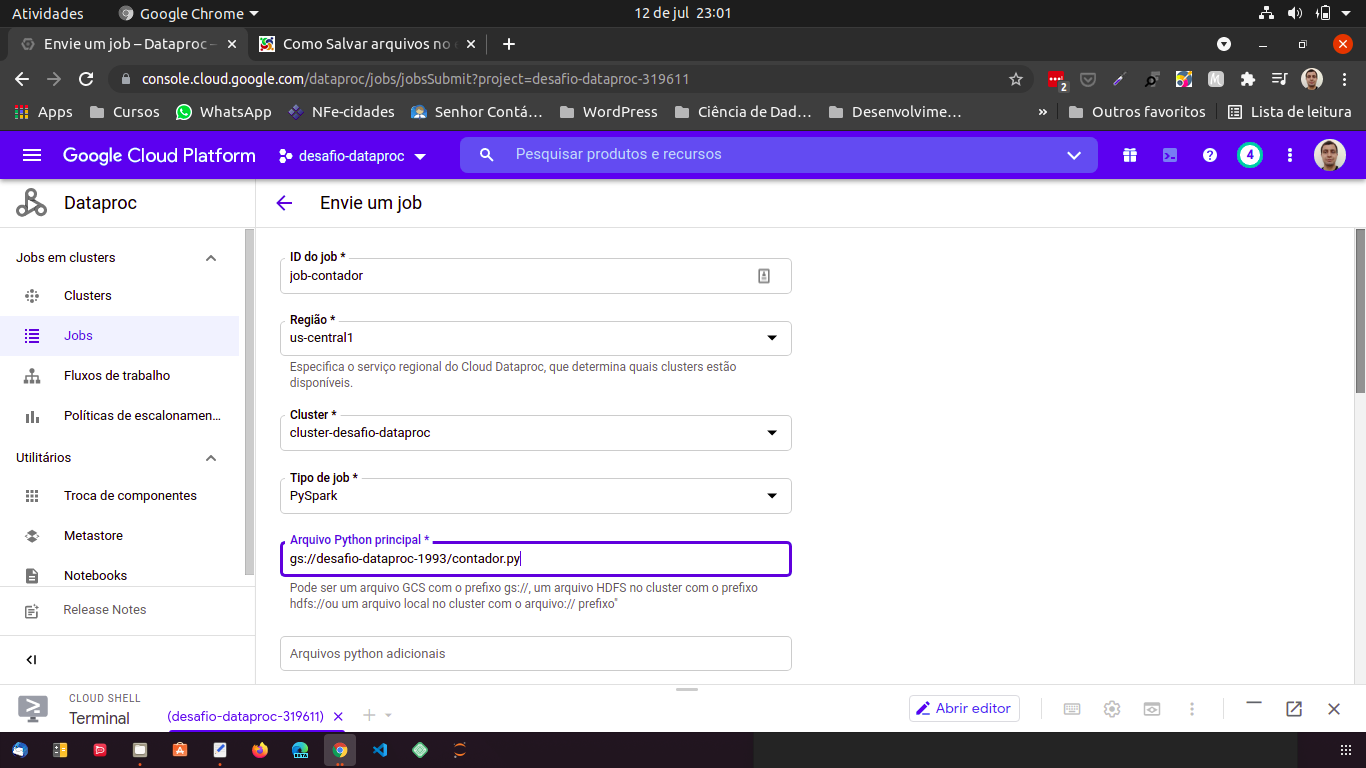 Atividades
Google Chrome
12 de jul 23:01
Envie um job – Dataproc –
Como Salvar arquivos no
console.cloud.google.com/dataproc/jobs/jobsSubmit?project=desafio-dataproc-319611
2
Apps
Cursos
WhatsApp
NFe-cidades
Senhor Contá…
WordPress
Ciência de Dad…
Desenvolvime…
»
Outros favoritos
Lista de leitura
Google Cloud Platform
desafio-dataproc
Pesquisar produtos e recursos
4
Dataproc
Envie um job
Jobs em clusters
Clusters
Jobs
Fluxos de trabalho
Políticas de escalonamen…
Utilitários
Troca de componentes
Metastore
Notebooks
Release Notes
ID do job *
job-contador
Região *
us-central1
Especifica o serviço regional do Cloud Dataproc, que determina quais clusters estão
disponíveis.
Cluster *
cluster-desafio-dataproc
Tipo de job *
PySpark
Arquivo Python principal *
gs://desafio-dataproc-1993/contador.py
Pode ser um arquivo GCS com o prefixo gs://, um arquivo HDFS no cluster com o prefixo
hdfs://ou um arquivo local no cluster com o arquivo:// prefixo"
Arquivos python adicionais
CLOUD SHELL
Terminal
(desafio-dataproc-319611)
Abrir editor